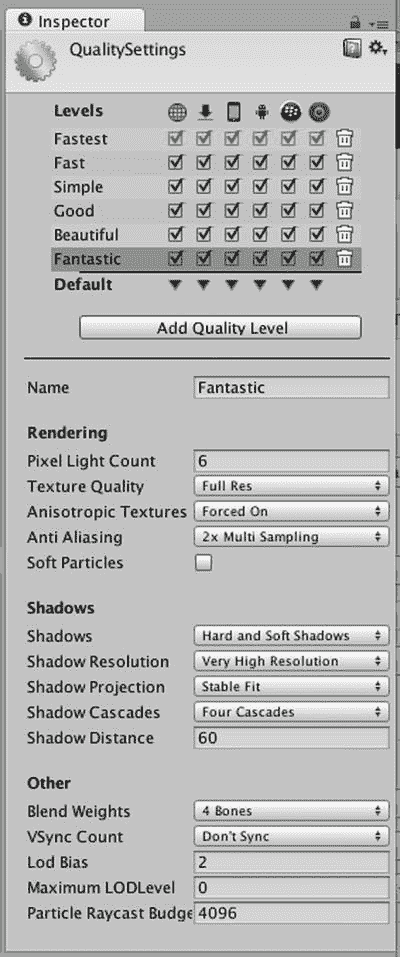 Inspector
QualitySettings
Levels
Fastest
Fast
Simple
Good
Beautiful
Fantastic
Default
Add Quality Level
Name Fantastic
Rendering
Pixel Light Count 6
Texture Quality Full Res
Anisotropic Textures Forced On
Anti Aliasing 2x Multi Sampling
Soft Particles
Shadows
Shadows Hard and Soft Shadows
Shadow Resolution Very High Resolution
Shadow Projection Stable Fit
Shadow Cascades Four Cascades
Shadow Distance 60
Other
Blend Weights 4 Bones
VSync Count Don't Sync
Lod Bias 2
Maximum LODLevel 0
Particle Raycast Budge 4096